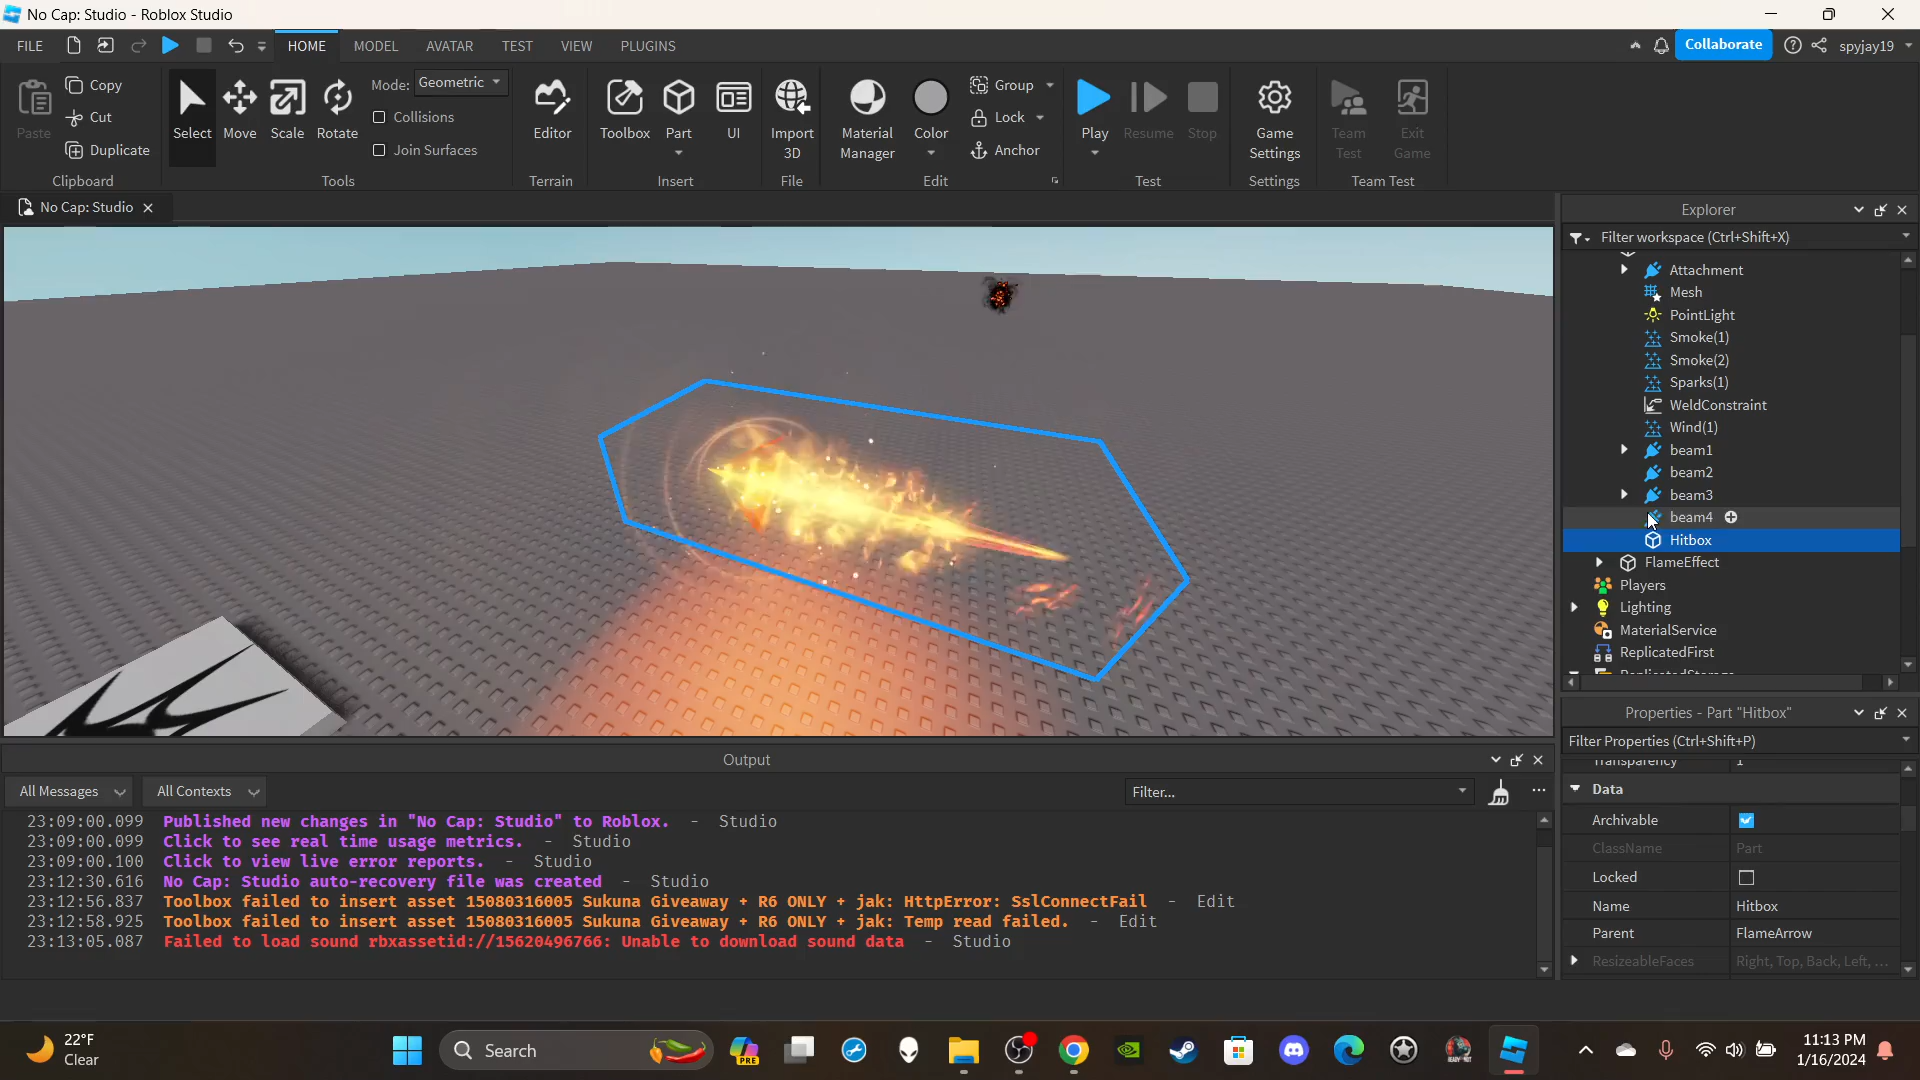 No Cap: Studio - Roblox Studio
FILE
HOME
MODEL
AVATAR
TEST
VIEW
PLUGINS
Collaborate
spyjay19
Paste
Copy
Cut
Duplicate
Clipboard
Select
Move
Scale
Rotate
Mode: Geometric
Collisions
Join Surfaces
Tools
Editor
Terrain
Toolbox
Part
UI
Insert
Import
3D
File
Material
Manager
Color
Group
Lock
Anchor
Edit
Play
Resume
Stop
Test
Game
Settings
Settings
Team
Test
Exit
Game
Team Test
No Cap: Studio
Explorer
Filter workspace (Ctrl+Shift+X)
Attachment
Mesh
PointLight
Smoke(1)
Smoke(2)
Sparks(1)
WeldConstraint
Wind(1)
beam1
beam2
beam3
beam4
Hitbox
FlameEffect
Players
Lighting
MaterialService
ReplicatedFirst
ReplicatedStorage
Properties - Part "Hitbox"
Filter Properties (Ctrl+Shift+P)
Transparency 1
Data
Archivable
ClassName Part
Locked
Name Hitbox
Parent FlameArrow
ResizeableFaces Right, Top, Back, Left, ...
Output
All Messages
All Contexts
Filter...
23:09:00.099 Published new changes in "No Cap: Studio" to Roblox. - Studio
23:09:00.099 Click to see real time usage metrics. - Studio
23:09:00.100 Click to view live error reports. - Studio
23:12:30.616 No Cap: Studio auto-recovery file was created - Studio
23:12:56.837 Toolbox failed to insert asset 15080316005 Sukuna Giveaway + R6 ONLY + jak: HttpError: SslConnectFail - Edit
23:12:58.925 Toolbox failed to insert asset 15080316005 Sukuna Giveaway + R6 ONLY + jak: Temp read failed. - Edit
23:13:05.087 Failed to load sound rbxassetid://15620496766: Unable to download sound data - Studio
22°F
Clear
Search
PRE
11:13 PM
1/16/2024